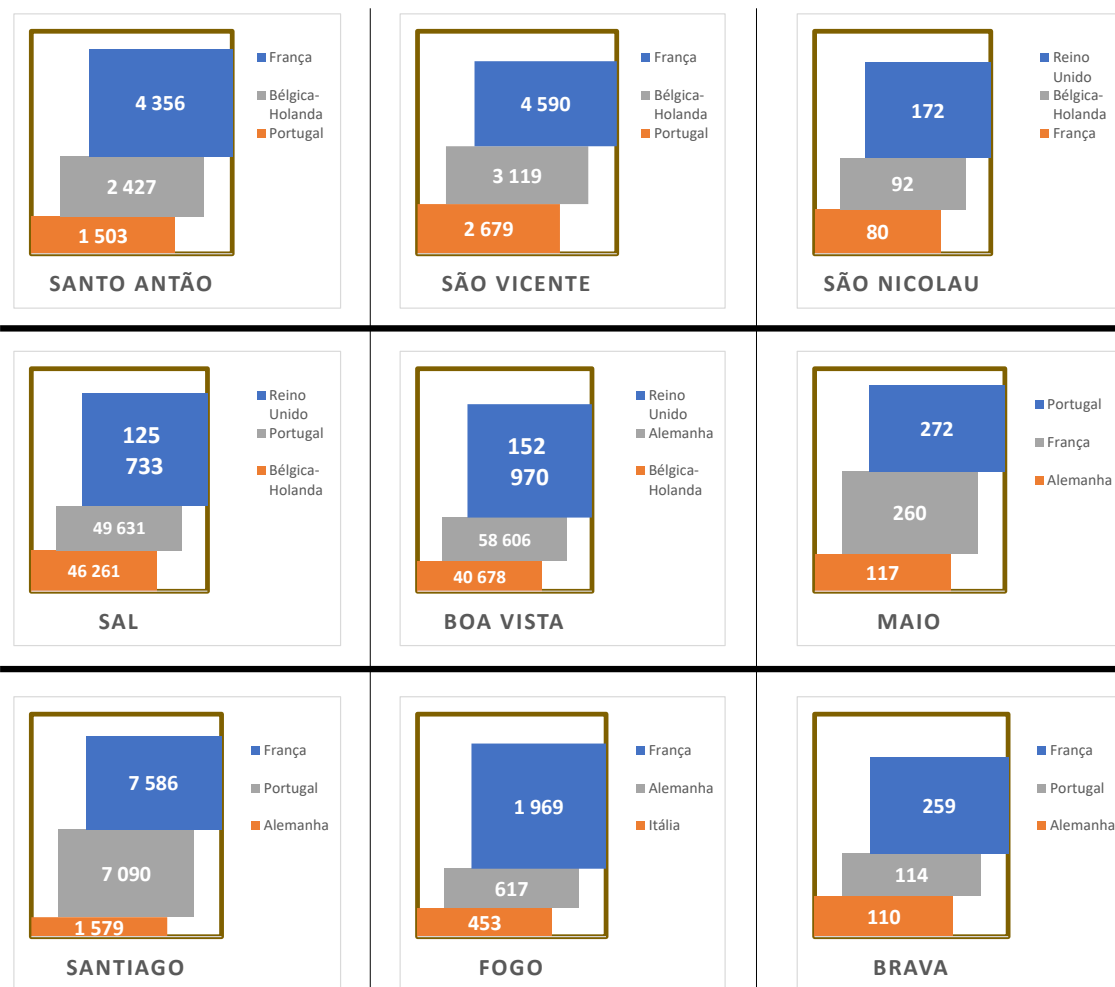 4 356
2 427
1 503
França
Bélgica-
Holanda
Portugal
SANTO ANTÃO
4 590
3 119
2 679
França
Bélgica-
Holanda
Portugal
SÃO VICENTE
172
92
80
Reino
Unido
Bélgica-
Holanda
França
SÃO NICOLAU
125
733
49 631
46 261
Reino
Unido
Portugal
Bélgica-
Holanda
SAL
152
970
58 606
40 678
Reino
Unido
Alemanha
Bélgica-
Holanda
BOA VISTA
272
260
117
Portugal
França
Alemanha
MAIO
7 586
7 090
1 579
França
Portugal
Alemanha
SANTIAGO
1 969
617
453
França
Alemanha
Itália
FOGO
259
114
110
França
Portugal
Alemanha
BRAVA